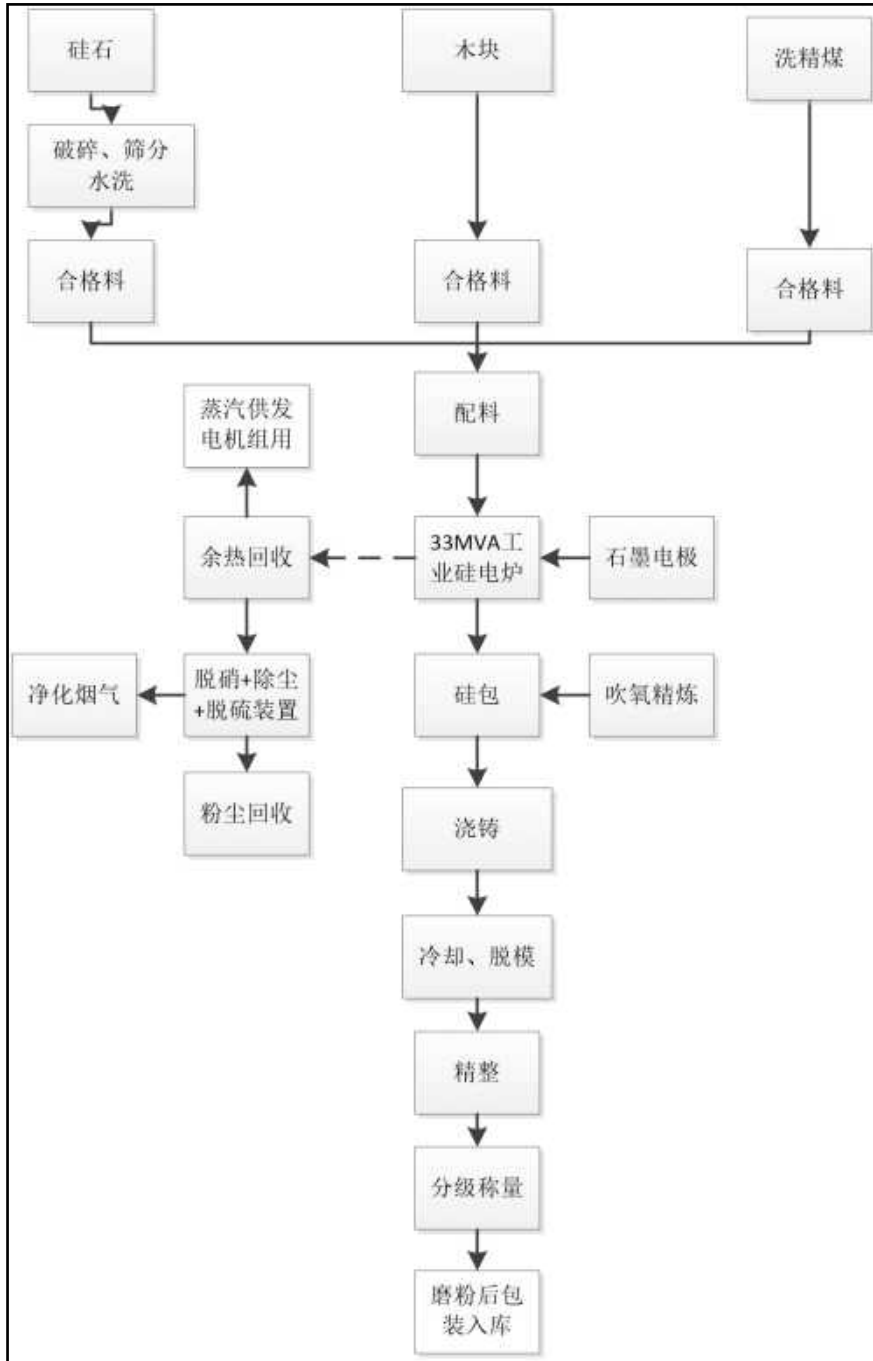 硅石
木块
洗精煤
破碎、筛分
水洗
合格料
合格料
合格料
配料
蒸汽供发
电机组用
余热回收
33MVA工
业硅电炉
石墨电极
净化烟气
脱硝+除尘
+脱硫装置
硅包
吹氧精炼
粉尘回收
浇铸
冷却、脱模
精整
分级称量
磨粉后包
装入库